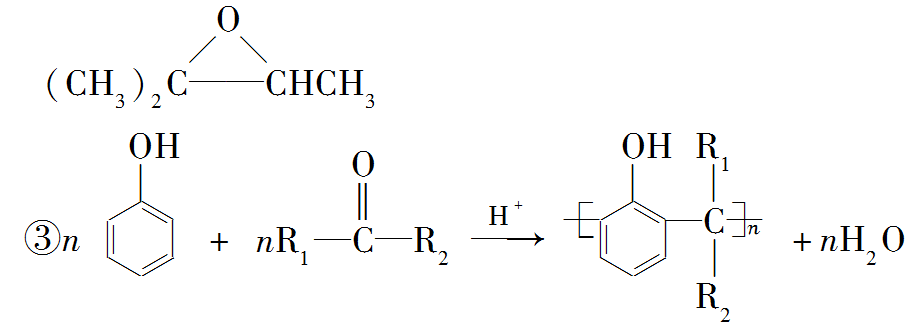 O
(CH₃)₂C—CHCH₃
OH O OH R₁
③n + nR₁—C—R₂ H⁺ → [ C ]n + nH₂O
R₂